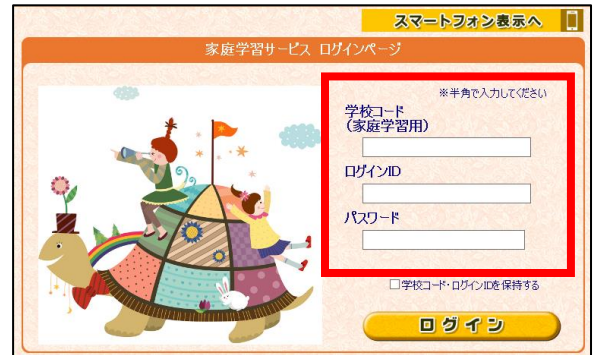 スマートフォン表示へ
家庭学習サービス ログインページ
※半角で入力してください
学校コード
(家庭学習用)
ログインID
パスワード
学校コード・ログインIDを保持する
ログイン